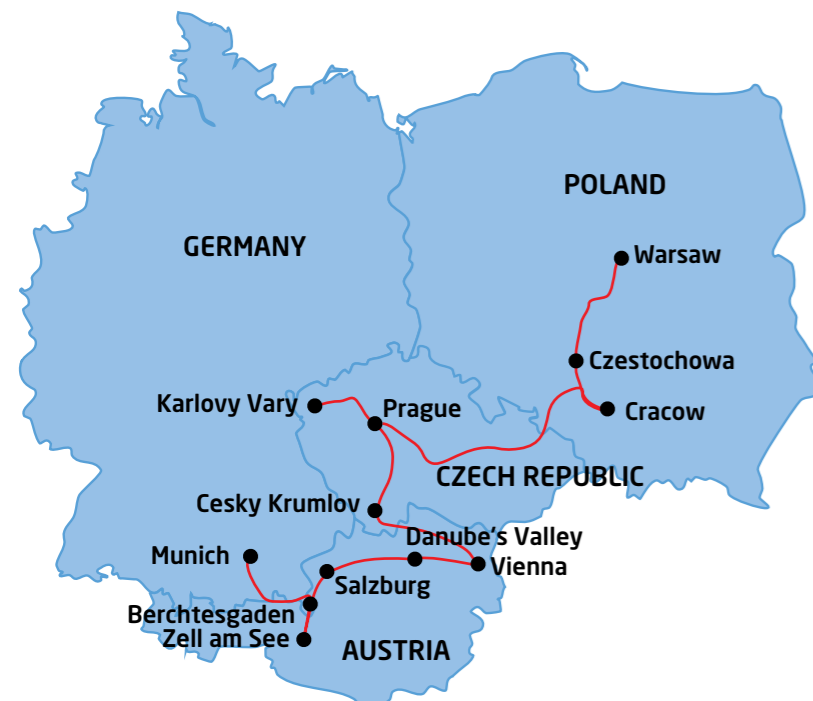 POLAND
GERMANY
Warsaw
Czestochowa
Karlovy Vary
Prague
Cracow
CZECH REPUBLIC
Cesky Krumlov
Danube's Valley
Munich
Vienna
Salzburg
Berchtesgaden
Zell am See
AUSTRIA